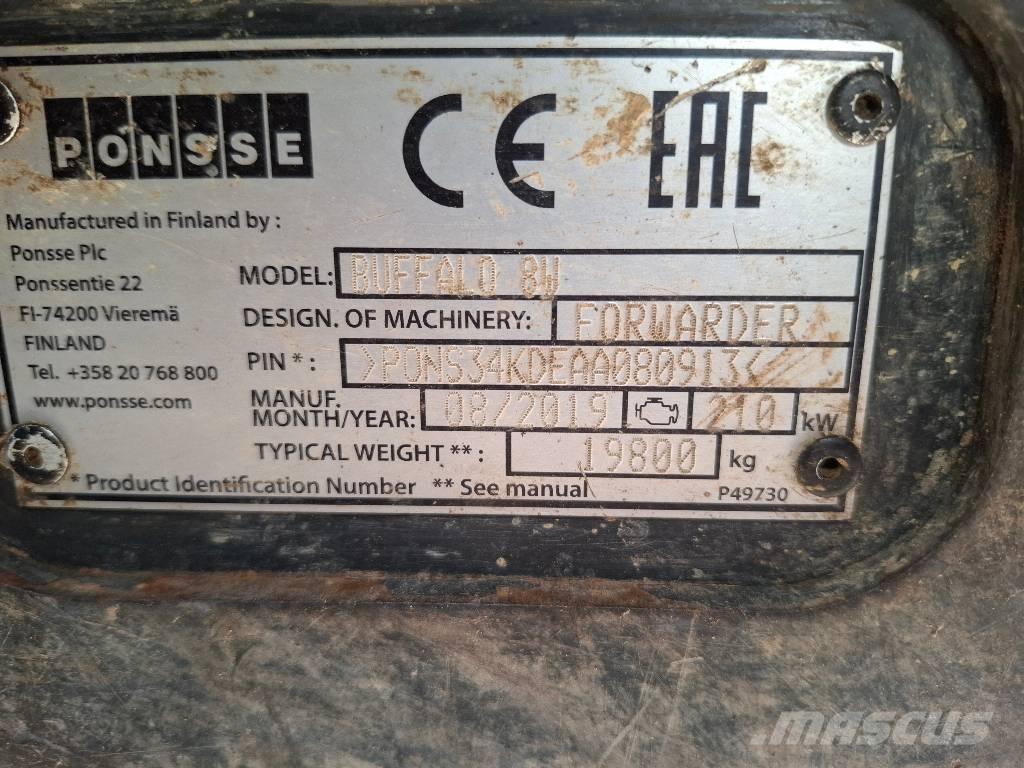 PONSSE CE EAC
Manufactured in Finland by :
Ponsse Plc
Ponssentie 22
FI-74200 Vieremä
FINLAND
Tel. +358 20 768 800
www.ponsse.com
MODEL: BUFFALO 8W
DESIGN. OF MACHINERY: FORWARDER
PIN * : >PONS34KDEAA080913<
MANUF. MONTH/YEAR: 08/2019 210 kW
TYPICAL WEIGHT ** : 19800 kg
* Product Identification Number ** See manual P49730
MASCUS